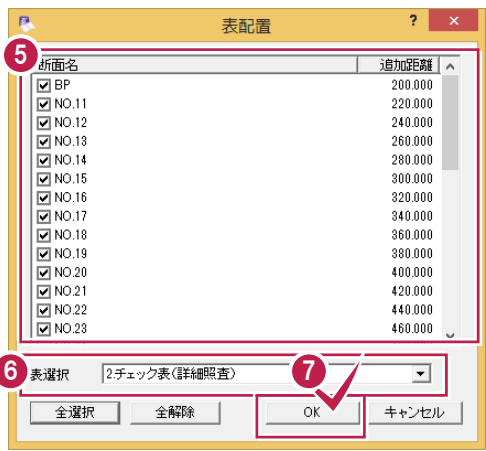 表配置 ? ×
5
断面名 追加距離
BP 200.000
NO.11 220.000
NO.12 240.000
NO.13 260.000
NO.14 280.000
NO.15 300.000
NO.16 320.000
NO.17 340.000
NO.18 360.000
NO.19 380.000
NO.20 400.000
NO.21 420.000
NO.22 440.000
NO.23 460.000
6
表選択 2.チェック表(詳細照査)
7
全選択 全解除 OK キャンセル